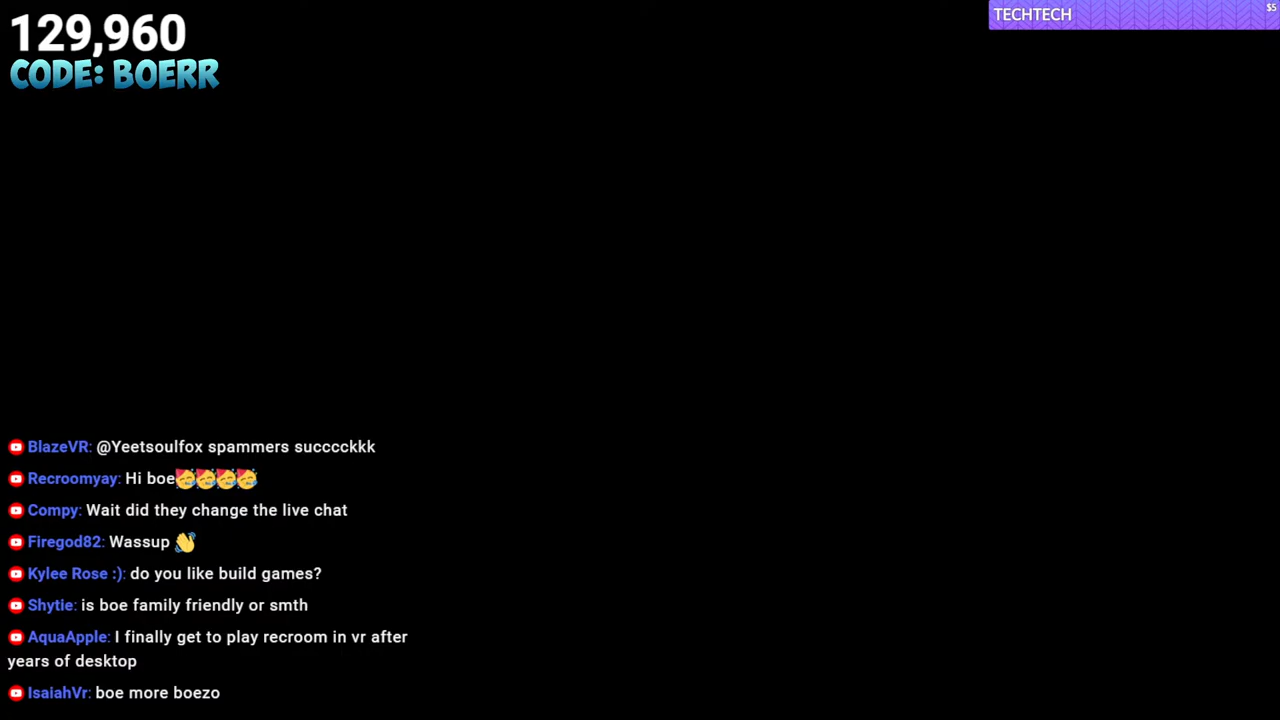 129,960
CODE: BOERR
TECHTECH
$5
BlazeVR: @Yeetsoulfox spammers succcckkk
Recroomyay: Hi boe🥳🥳🥳🥳
Compy: Wait did they change the live chat
Firegod82: Wassup 👋
Kylee Rose :): do you like build games?
Shytie: is boe family friendly or smth
AquaApple: I finally get to play recroom in vr after
years of desktop
IsaiahVr: boe more boezo